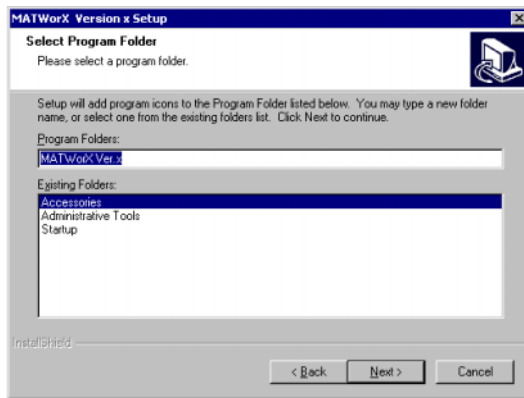 MATWorX Version x Setup
Select Program Folder
Please select a program folder.
Setup will add program icons to the Program Folder listed below. You may type a new folder
name, or select one from the existing folders list. Click Next to continue.
Program Folders:
MATWorX Ver.x
Existing Folders:
Accessories
Administrative Tools
Startup
InstallShield
< Back Next > Cancel